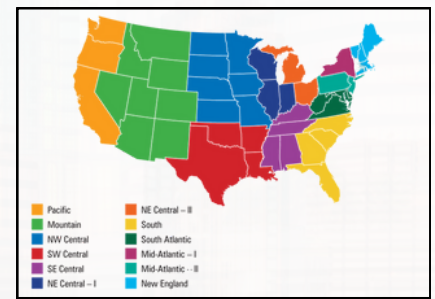 Pacific
Mountain
NW Central
SW Central
SE Central
NE Central – I
NE Central – II
South
South Atlantic
Mid-Atlantic – I
Mid-Atlantic – II
New England